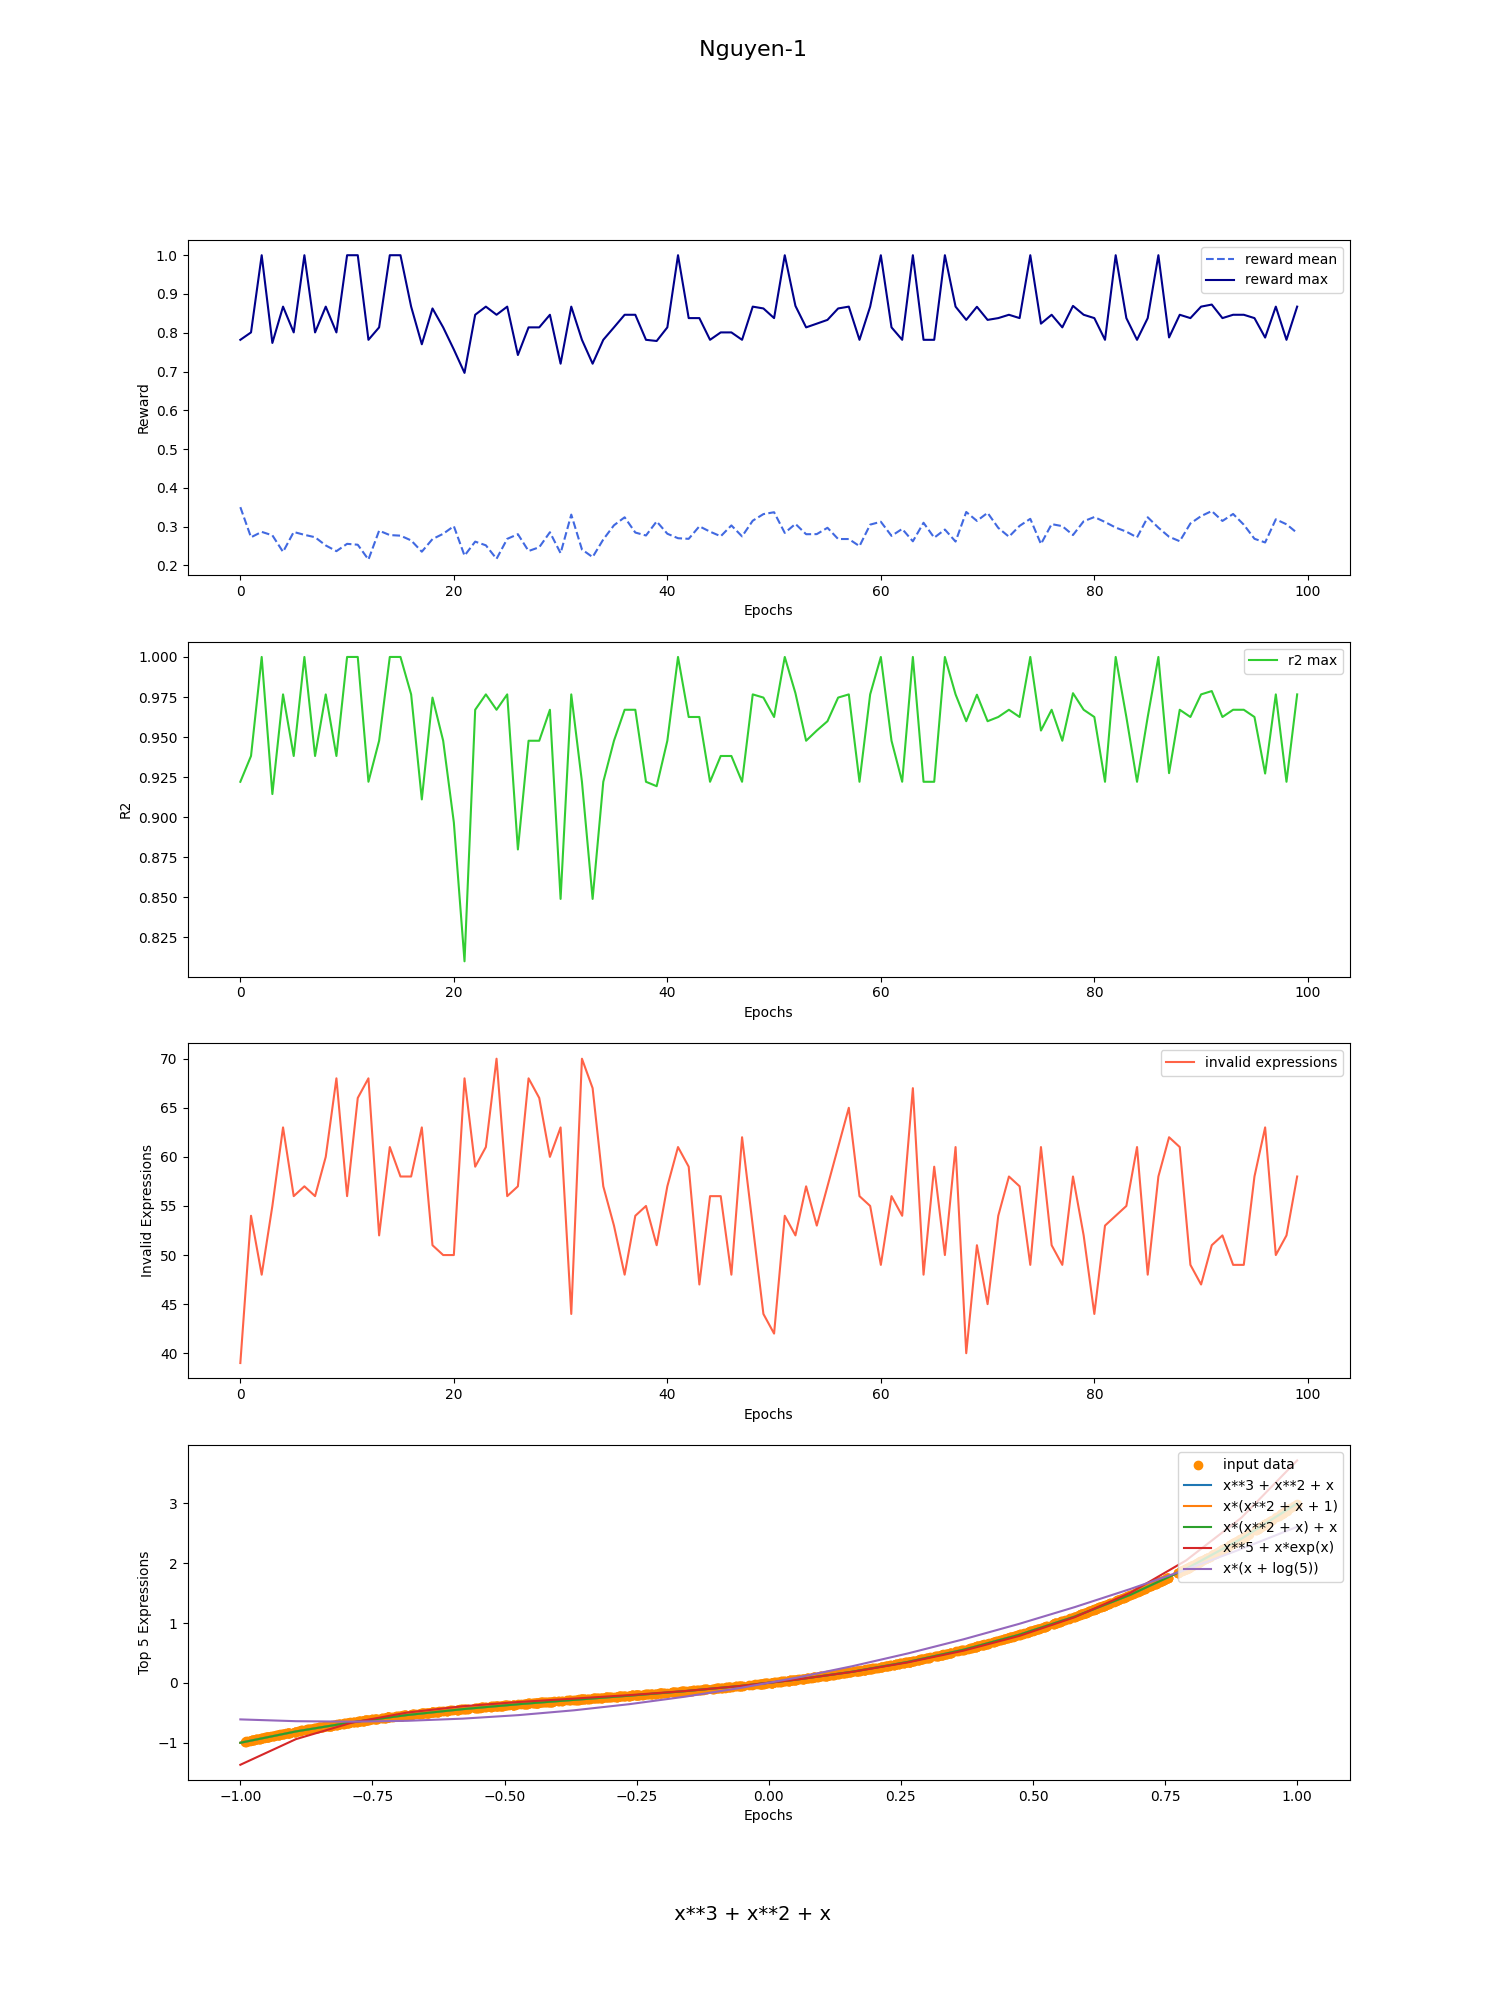 Nguyen-1
reward mean
reward max
1.0
0.9
0.8
0.7
0.6
0.5
0.4
0.3
0.2
Reward
0 20 40 60 80 100
Epochs
r2 max
1.000
0.975
0.950
0.925
0.900
0.875
0.850
0.825
R2
0 20 40 60 80 100
Epochs
invalid expressions
70
65
60
55
50
45
40
Invalid Expressions
0 20 40 60 80 100
Epochs
input data
x**3 + x**2 + x
x*(x**2 + x + 1)
x*(x**2 + x) + x
x**5 + x*exp(x)
x*(x + log(5))
3
2
1
0
−1
Top 5 Expressions
−1.00 −0.75 −0.50 −0.25 0.00 0.25 0.50 0.75 1.00
Epochs
x**3 + x**2 + x